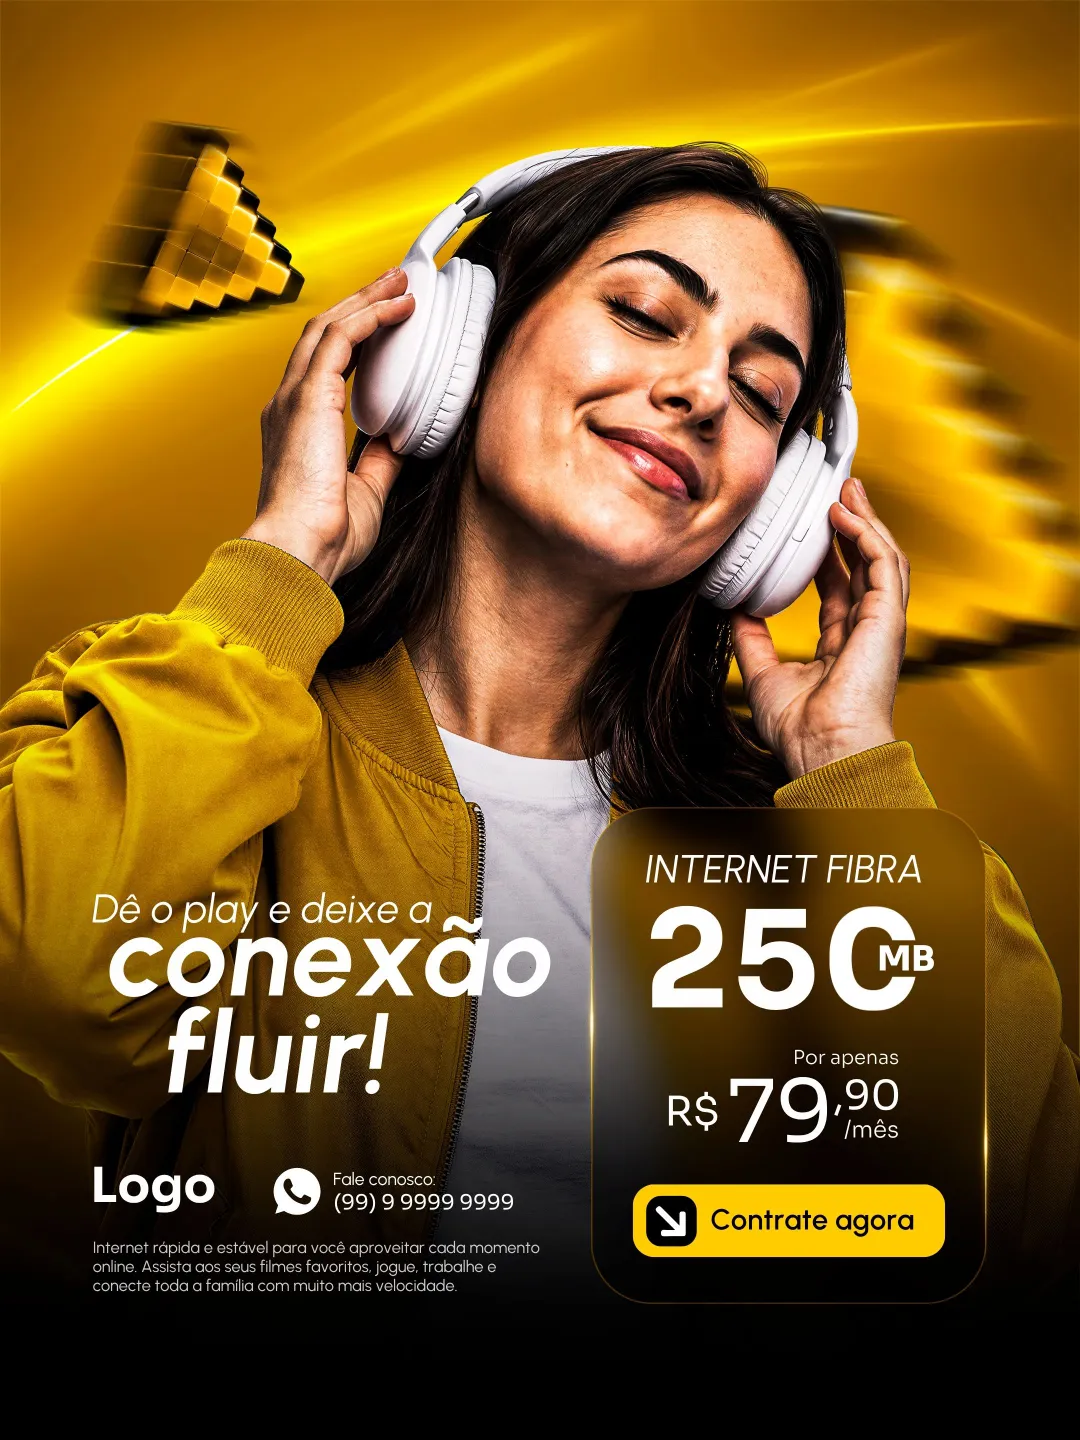 Dê o play e deixe a
conexão
fluir!
INTERNET FIBRA
250MB
Por apenas
R$79,90
/mês
Contrate agora
Logo
Fale conosco:
(99) 9 9999 9999
Internet rápida e estável para você aproveitar cada momento
online. Assista aos seus filmes favoritos, jogue, trabalhe e
conecte toda a família com muito mais velocidade.